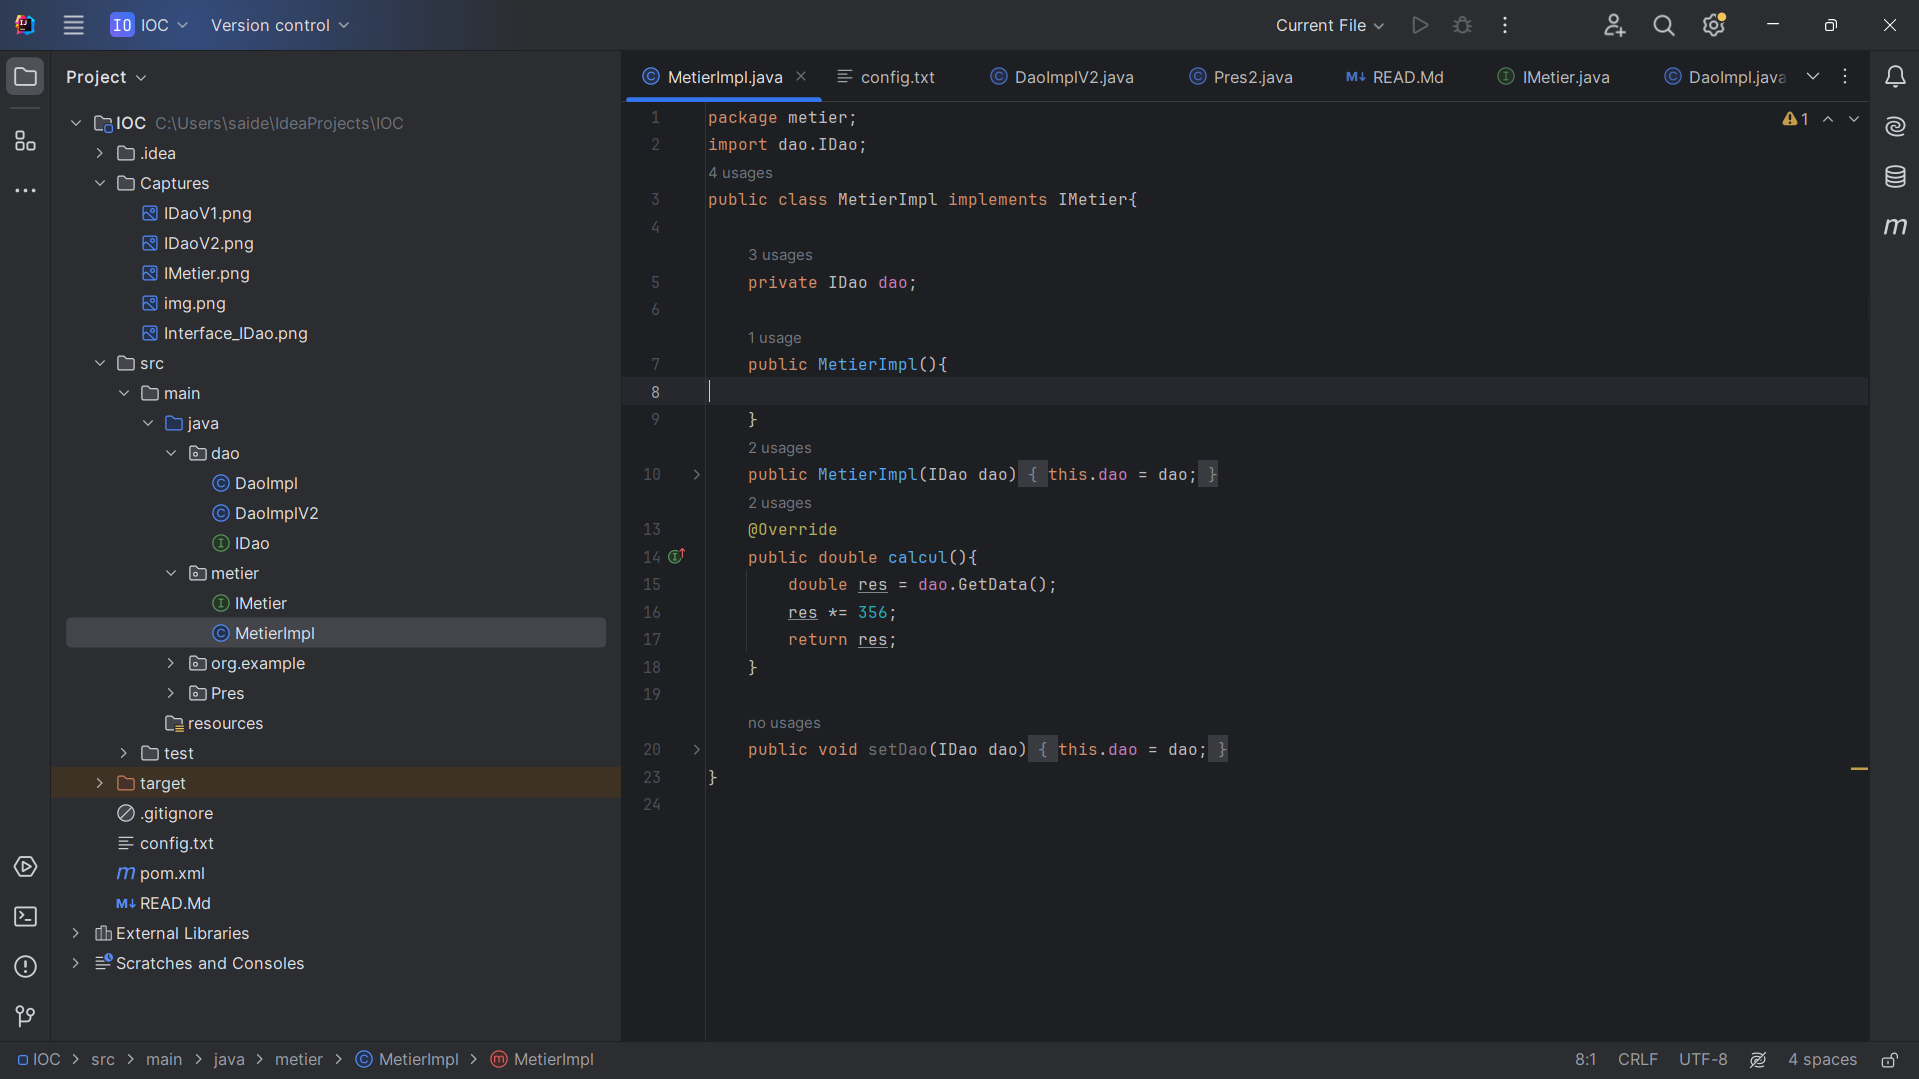 IO IOC Version control Current File
Project
IOC C:\Users\saide\IdeaProjects\IOC
.idea
Captures
IDaoV1.png
IDaoV2.png
IMetier.png
img.png
Interface_IDao.png
src
main
java
dao
DaoImpl
DaoImplV2
IDao
metier
IMetier
MetierImpl
org.example
Pres
resources
test
target
.gitignore
config.txt
m pom.xml
M↓ READ.Md
External Libraries
Scratches and Consoles
MetierImpl.java config.txt DaoImplV2.java Pres2.java M↓ READ.Md IMetier.java DaoImpl.java
1 package metier; 1
2 import dao.IDao;
4 usages
3 public class MetierImpl implements IMetier{
4
3 usages
5 private IDao dao;
6
1 usage
7 public MetierImpl(){
8
9 }
2 usages
10 public MetierImpl(IDao dao) { this.dao = dao; }
2 usages
13 @Override
14 public double calcul(){
15 double res = dao.GetData();
16 res *= 356;
17 return res;
18 }
19
no usages
20 public void setDao(IDao dao) { this.dao = dao; }
23 }
24
m
IOC > src > main > java > metier > MetierImpl > MetierImpl 8:1 CRLF UTF-8 4 spaces